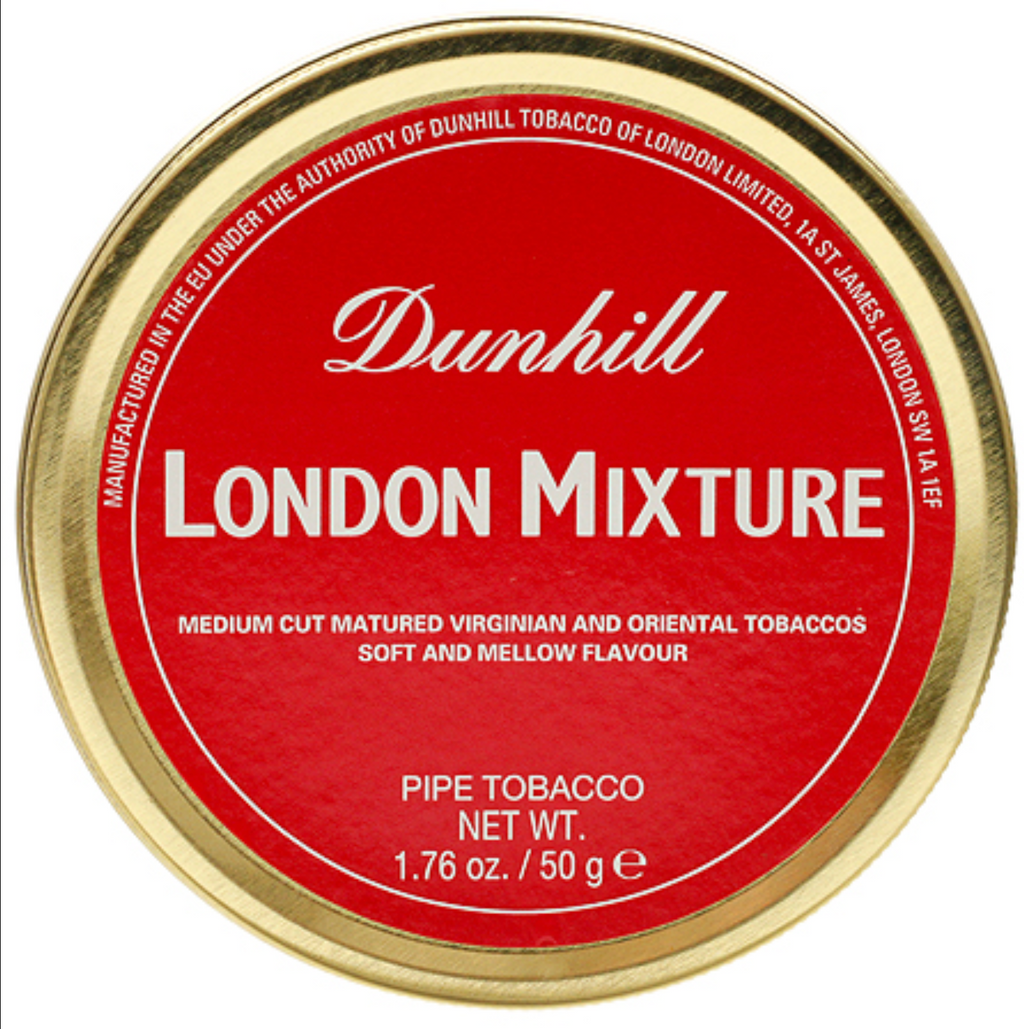 MANUFACTURED IN THE EU UNDER THE AUTHORITY OF DUNHILL TOBACCO OF LONDON LIMITED, 1A ST JAMES, LONDON SW 1A 1EF
Dunhill
LONDON MIXTURE
MEDIUM CUT MATURED VIRGINIAN AND ORIENTAL TOBACCOS
SOFT AND MELLOW FLAVOUR
PIPE TOBACCO
NET WT.
1.76 oz. / 50 g ℮